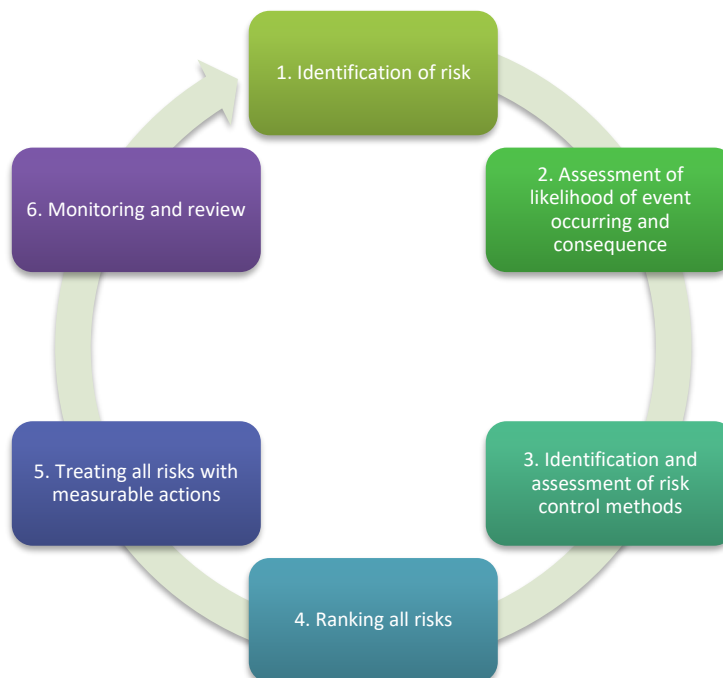 1. Identification of risk
2. Assessment of
likelihood of event
occurring and
consequence
3. Identification and
assessment of risk
control methods
4. Ranking all risks
5. Treating all risks with
measurable actions
6. Monitoring and review